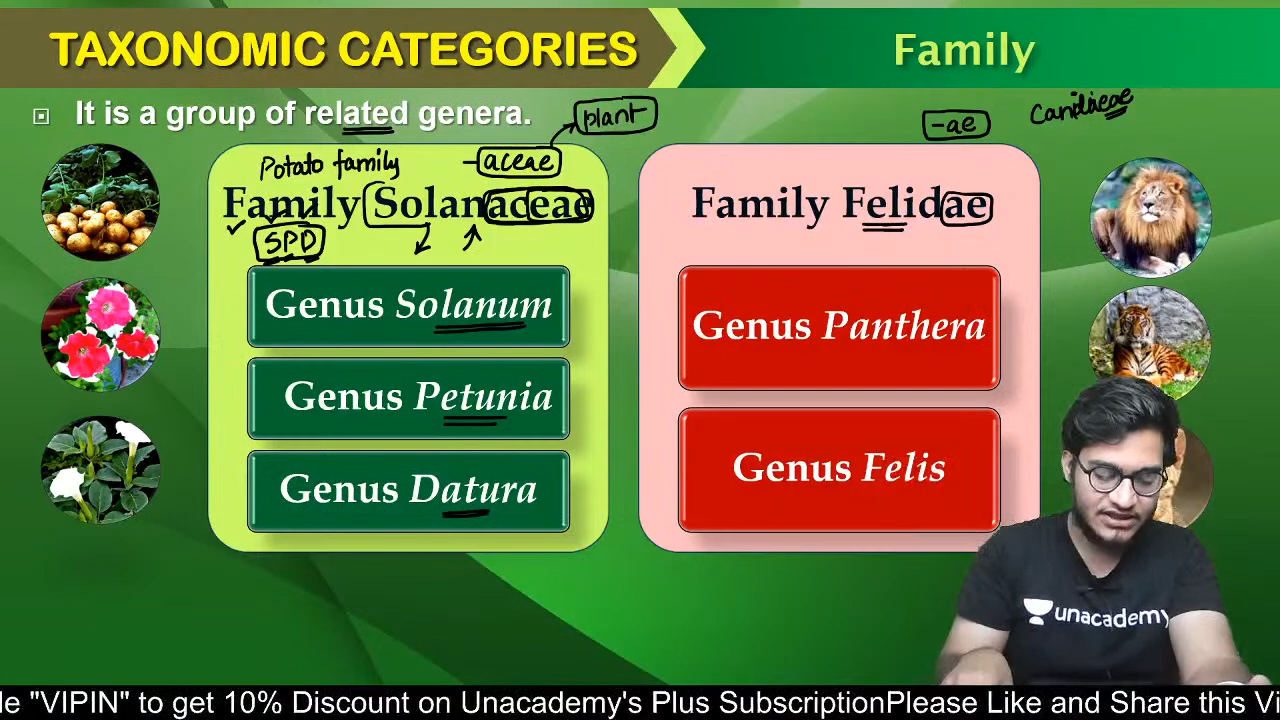 TAXONOMIC CATEGORIES
Family
It is a group of related genera.
plant
-ae
Potato family
-aceae
Family Solanaceae
SPD
Genus Solanum
Genus Petunia
Genus Datura
Family Felidae
Genus Panthera
Genus Felis
unacademy
le "VIPIN" to get 10% Discount on Unacademy's Plus SubscriptionPlease Like and Share this Vi